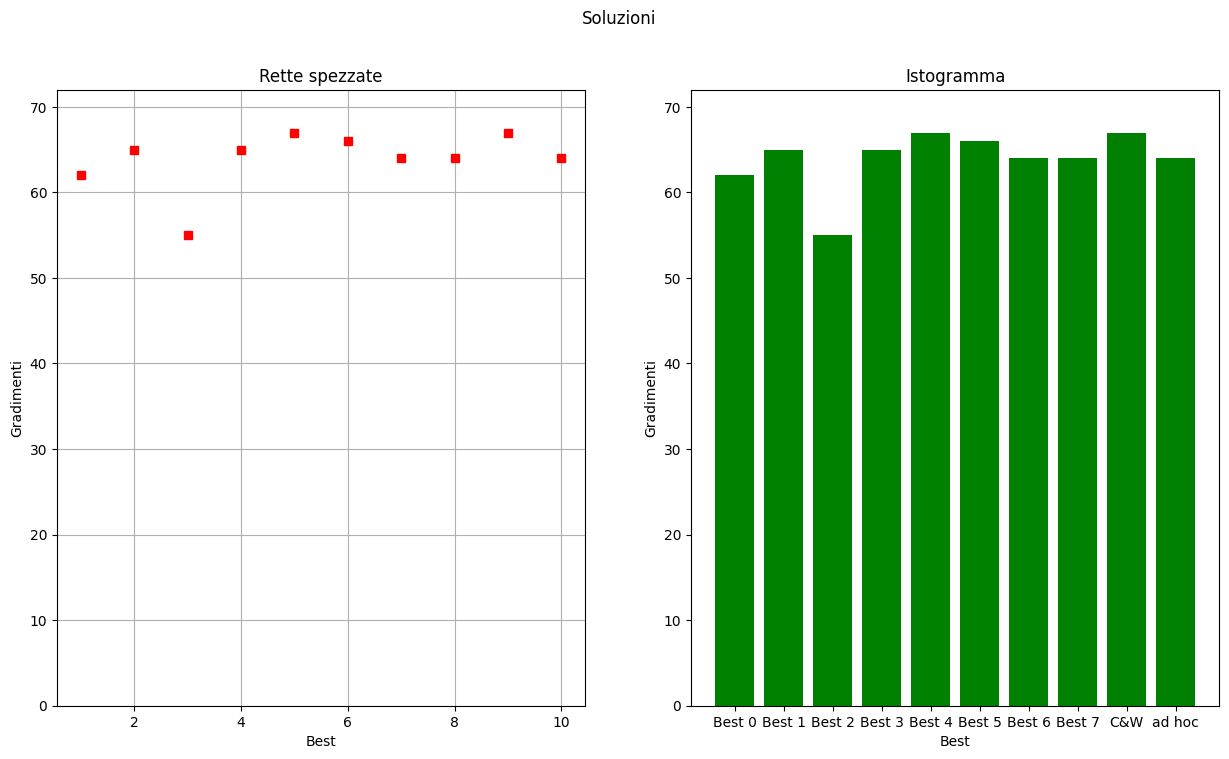 Soluzioni
Rette spezzate
70
60
50
40
30
20
10
0
Gradimenti
2 4 6 8 10
Best
Istogramma
70
60
50
40
30
20
10
0
Gradimenti
Best 0 Best 1 Best 2 Best 3 Best 4 Best 5 Best 6 Best 7 C&W ad hoc
Best